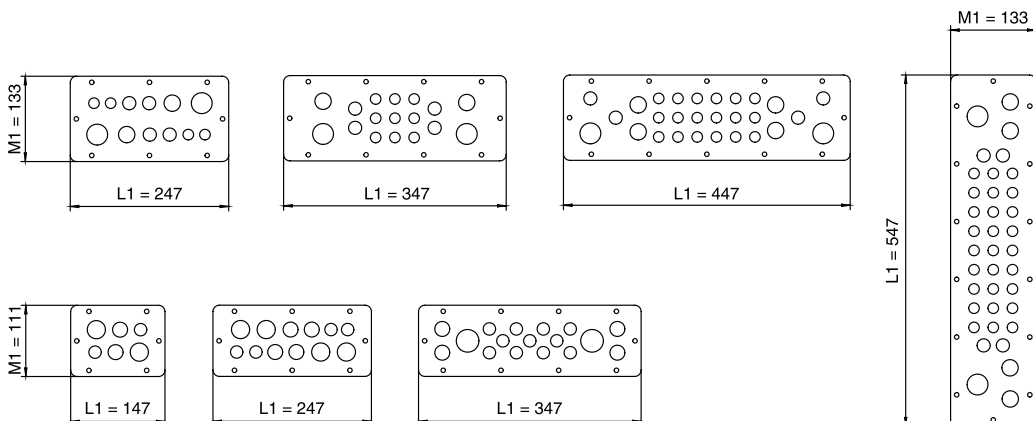 M1 = 133
M1 = 133
L1 = 247
L1 = 347
L1 = 447
L1 = 547
M1 = 111
L1 = 147
L1 = 247
L1 = 347